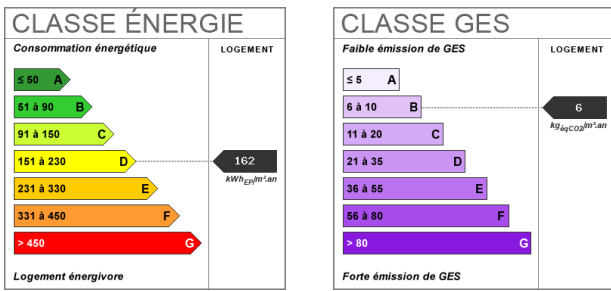 CLASSE ÉNERGIE
Consommation énergétique
LOGEMENT
≤ 50 A
51 à 90 B
91 à 150 C
151 à 230 D
162
kWhEP/m².an
231 à 330 E
331 à 450 F
> 450 G
Logement énergivore
CLASSE GES
Faible émission de GES
LOGEMENT
≤ 5 A
6 à 10 B
6
kgéqCO2/m².an
11 à 20 C
21 à 35 D
36 à 55 E
56 à 80 F
> 80 G
Forte émission de GES